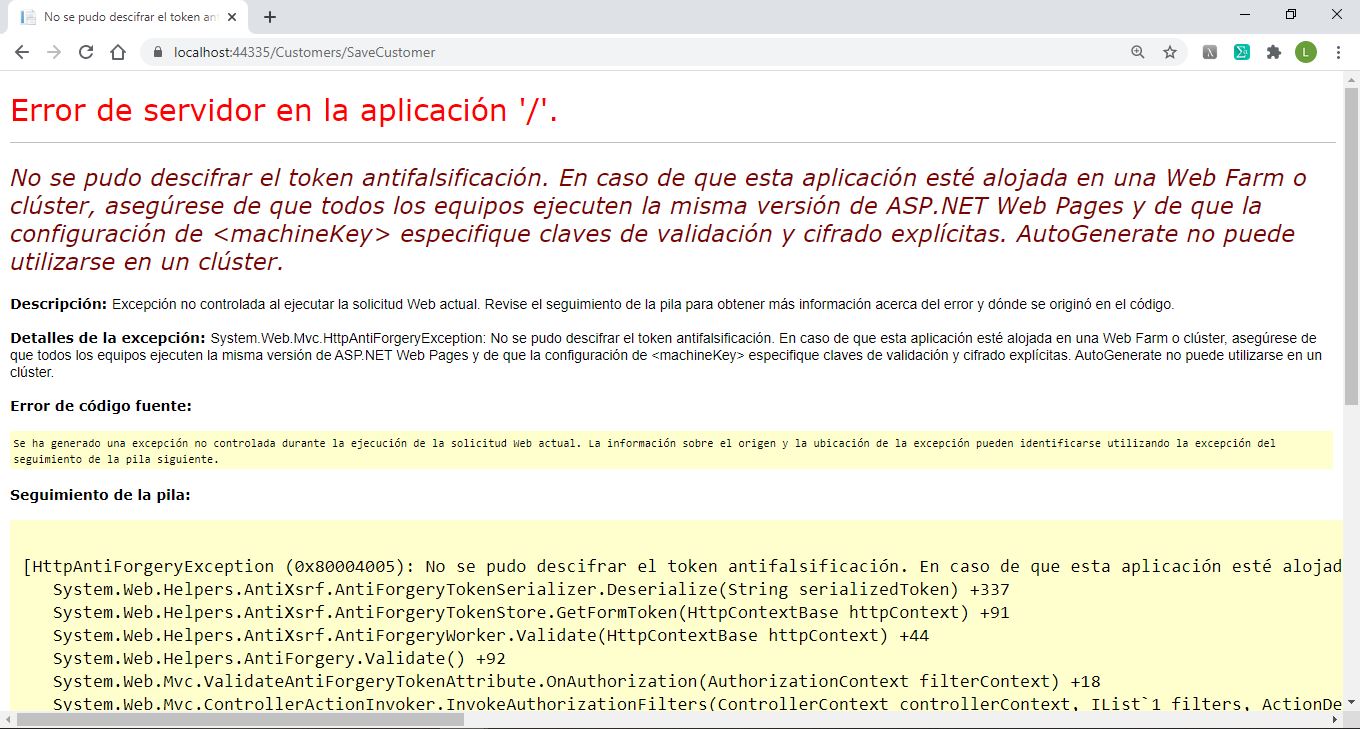 No se pudo descifrar el token ant
localhost:44335/Customers/SaveCustomer
L
Error de servidor en la aplicación '/'.
No se pudo descifrar el token antifalsificación. En caso de que esta aplicación esté alojada en una Web Farm o
clúster, asegúrese de que todos los equipos ejecuten la misma versión de ASP.NET Web Pages y de que la
configuración de <machineKey> especifique claves de validación y cifrado explícitas. AutoGenerate no puede
utilizarse en un clúster.
Descripción: Excepción no controlada al ejecutar la solicitud Web actual. Revise el seguimiento de la pila para obtener más información acerca del error y dónde se originó en el código.
Detalles de la excepción: System.Web.Mvc.HttpAntiForgeryException: No se pudo descifrar el token antifalsificación. En caso de que esta aplicación esté alojada en una Web Farm o clúster, asegúrese de
que todos los equipos ejecuten la misma versión de ASP.NET Web Pages y de que la configuración de <machineKey> especifique claves de validación y cifrado explícitas. AutoGenerate no puede utilizarse en un
clúster.
Error de código fuente:
Se ha generado una excepción no controlada durante la ejecución de la solicitud Web actual. La información sobre el origen y la ubicación de la excepción pueden identificarse utilizando la excepción del
seguimiento de la pila siguiente.
Seguimiento de la pila:
[HttpAntiForgeryException (0x80004005): No se pudo descifrar el token antifalsificación. En caso de que esta aplicación esté alojad
System.Web.Helpers.AntiXsrf.AntiForgeryTokenSerializer.Deserialize(String serializedToken) +337
System.Web.Helpers.AntiXsrf.AntiForgeryTokenStore.GetFormToken(HttpContextBase httpContext) +91
System.Web.Helpers.AntiXsrf.AntiForgeryWorker.Validate(HttpContextBase httpContext) +44
System.Web.Helpers.AntiForgery.Validate() +92
System.Web.Mvc.ValidateAntiForgeryTokenAttribute.OnAuthorization(AuthorizationContext filterContext) +18
System.Web.Mvc.ControllerActionInvoker.InvokeAuthorizationFilters(ControllerContext controllerContext, IList`1 filters, ActionDe